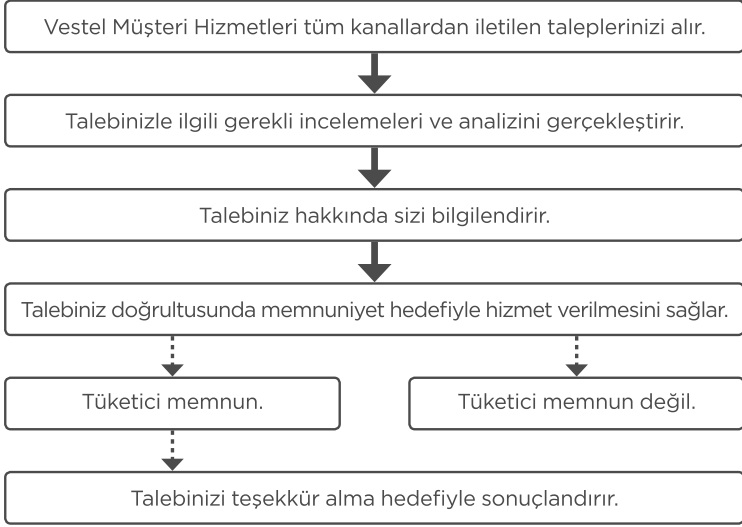 Vestel Müşteri Hizmetleri tüm kanallardan iletilen taleplerinizi alır.
Talebinizle ilgili gerekli incelemeleri ve analizini gerçekleştirir.
Talebiniz hakkında sizi bilgilendirir.
Talebiniz doğrultusunda memnuniyet hedefiyle hizmet verilmesini sağlar.
Tüketici memnun.
Tüketici memnun değil.
Talebinizi teşekkür alma hedefiyle sonuçlandırır.